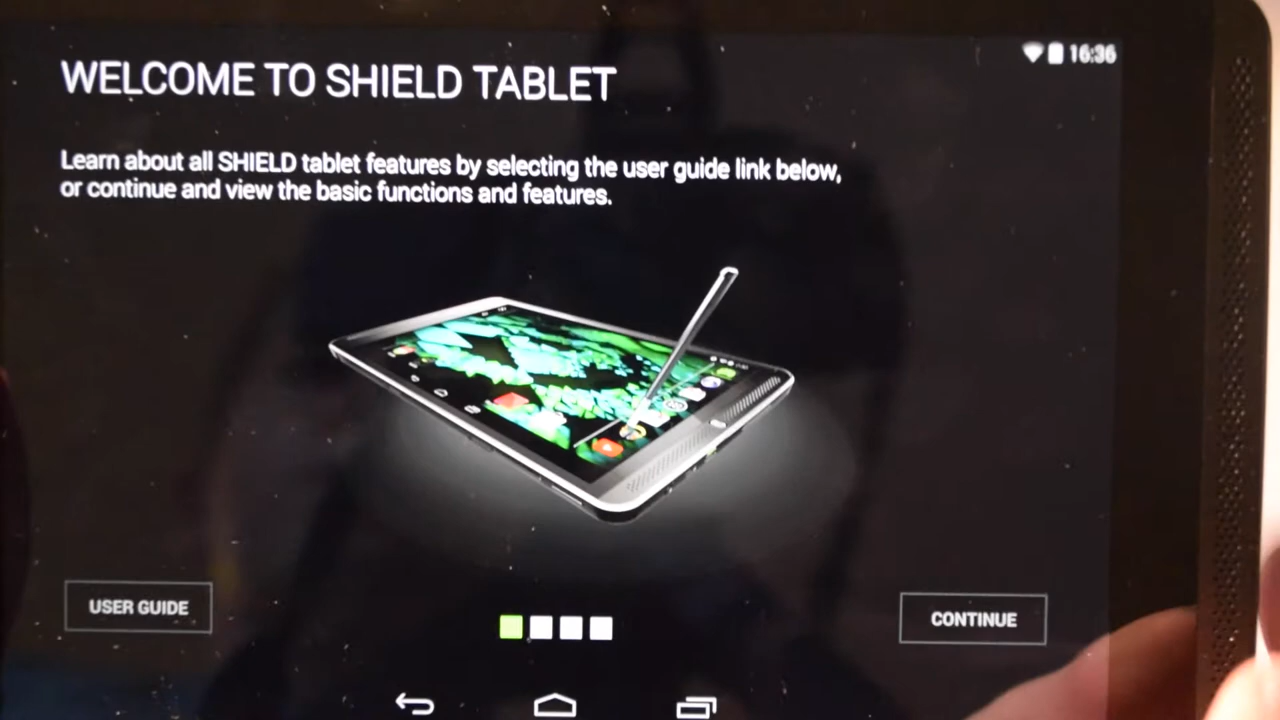 16:36
WELCOME TO SHIELD TABLET
Learn about all SHIELD tablet features by selecting the user guide link below,
or continue and view the basic functions and features.
USER GUIDE
CONTINUE